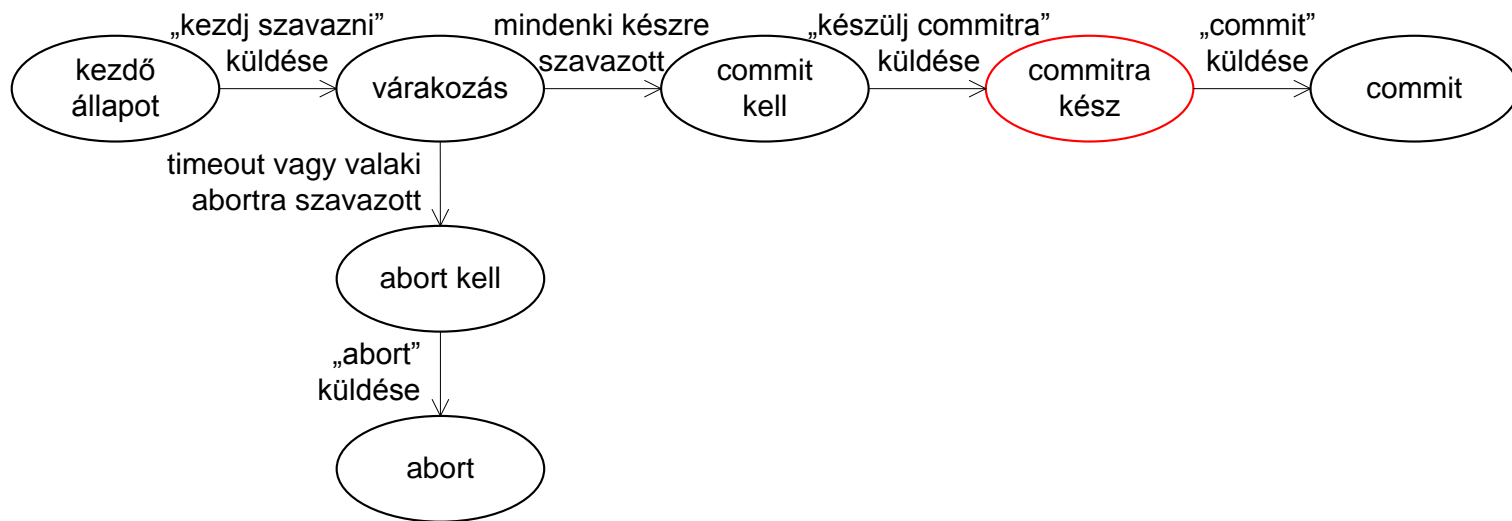 „kezdj szavazni”
küldése
mindenki készre
szavazott
„készülj commitra”
küldése
„commit”
küldése
kezdő
állapot
várakozás
commit
kell
commitra
kész
commit
timeout vagy valaki
abortra szavazott
abort kell
„abort”
küldése
abort